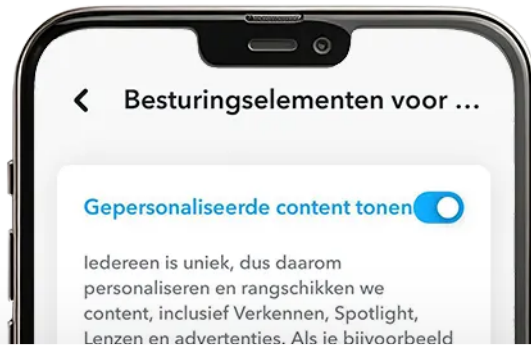 Besturingselementen voor ...
Gepersonaliseerde content tonen
Iedereen is uniek, dus daarom
personaliseren en rangschikken we
content, inclusief Verkennen, Spotlight,
Lenzen en advertenties. Als je bijvoorbeeld